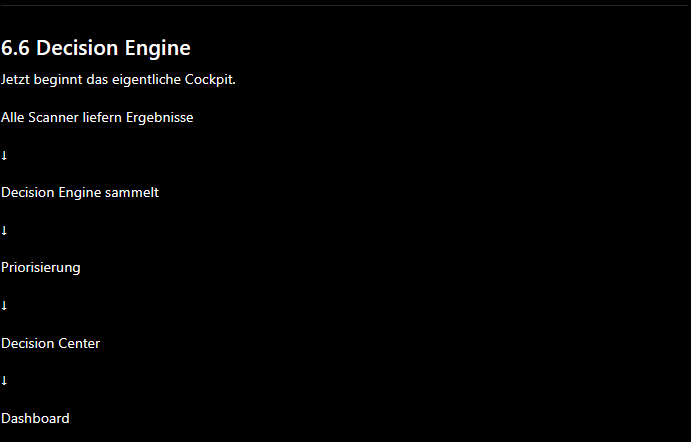 6.6 Decision Engine
Jetzt beginnt das eigentliche Cockpit.
Alle Scanner liefern Ergebnisse
↓
Decision Engine sammelt
↓
Priorisierung
↓
Decision Center
↓
Dashboard